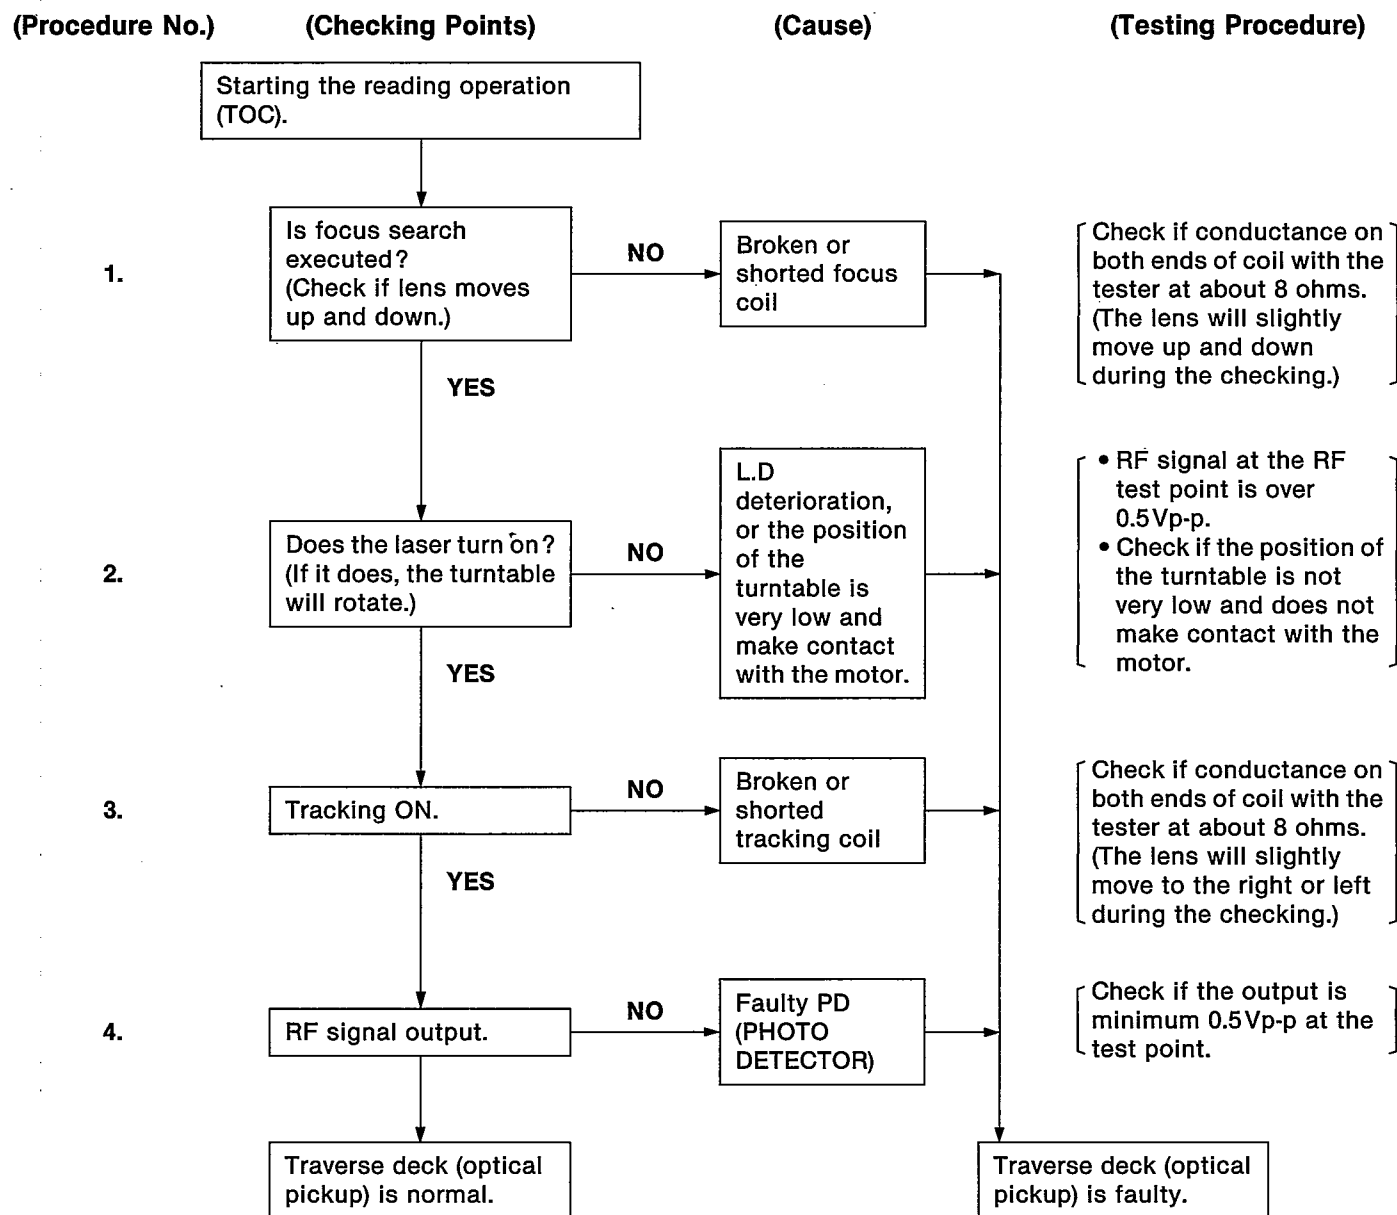 (Procedure No.) (Checking Points) (Cause) (Testing Procedure)
Starting the reading operation
(TOC).
1.
Is focus search
executed?
(Check if lens moves
up and down.)
NO
Broken or
shorted focus
coil
Check if conductance on
both ends of coil with the
tester at about 8 ohms.
(The lens will slightly
move up and down
during the checking.)
YES
2.
Does the laser turn on?
(If it does, the turntable
will rotate.)
NO
L.D
deterioration,
or the position
of the
turntable is
very low and
make contact
with the motor.
• RF signal at the RF
test point is over
0.5Vp-p.
• Check if the position of
the turntable is not
very low and does not
make contact with the
motor.
YES
3.
Tracking ON.
NO
Broken or
shorted
tracking coil
Check if conductance on
both ends of coil with the
tester at about 8 ohms.
(The lens will slightly
move to the right or left
during the checking.)
YES
4.
RF signal output.
NO
Faulty PD
(PHOTO
DETECTOR)
Check if the output is
minimum 0.5Vp-p at the
test point.
Traverse deck (optical
pickup) is normal.
Traverse deck (optical
pickup) is faulty.